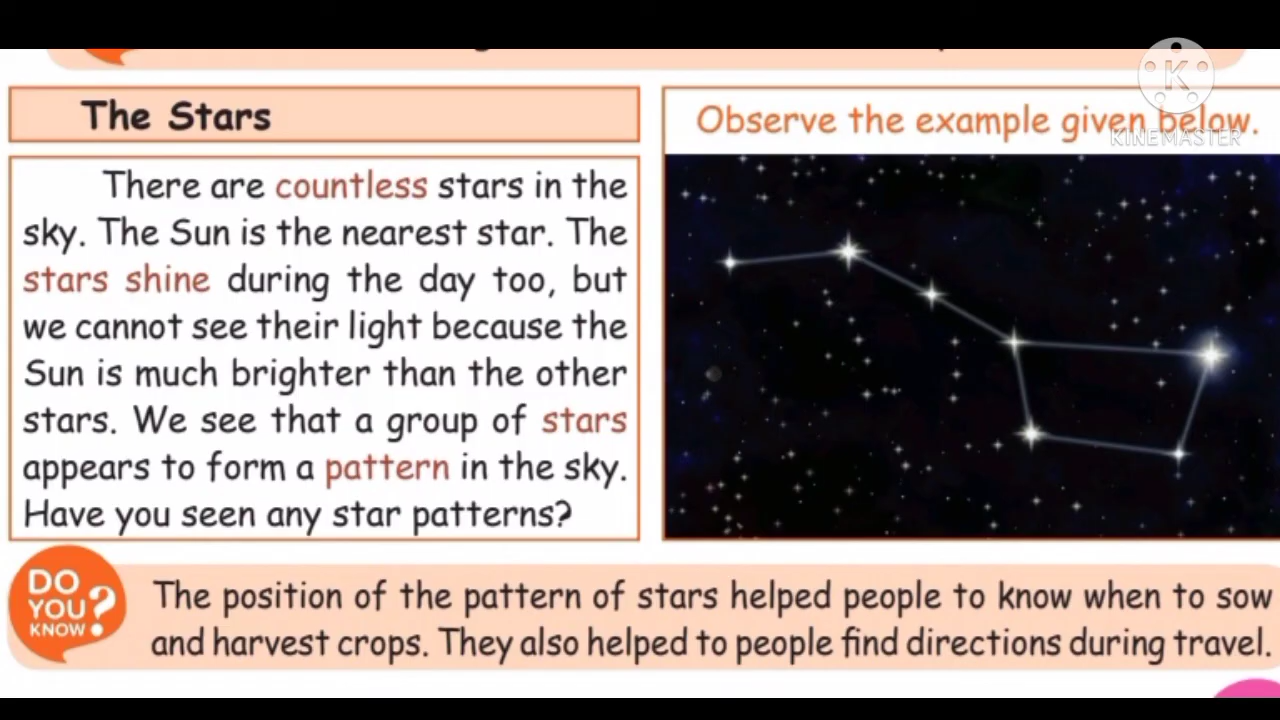 The Stars
There are countless stars in the
sky. The Sun is the nearest star. The
stars shine during the day too, but
we cannot see their light because the
Sun is much brighter than the other
stars. We see that a group of stars
appears to form a pattern in the sky.
Have you seen any star patterns?
Observe the example given below.
K
KINEMASTER
DO
YOU
KNOW
?
The position of the pattern of stars helped people to know when to sow
and harvest crops. They also helped to people find directions during travel.